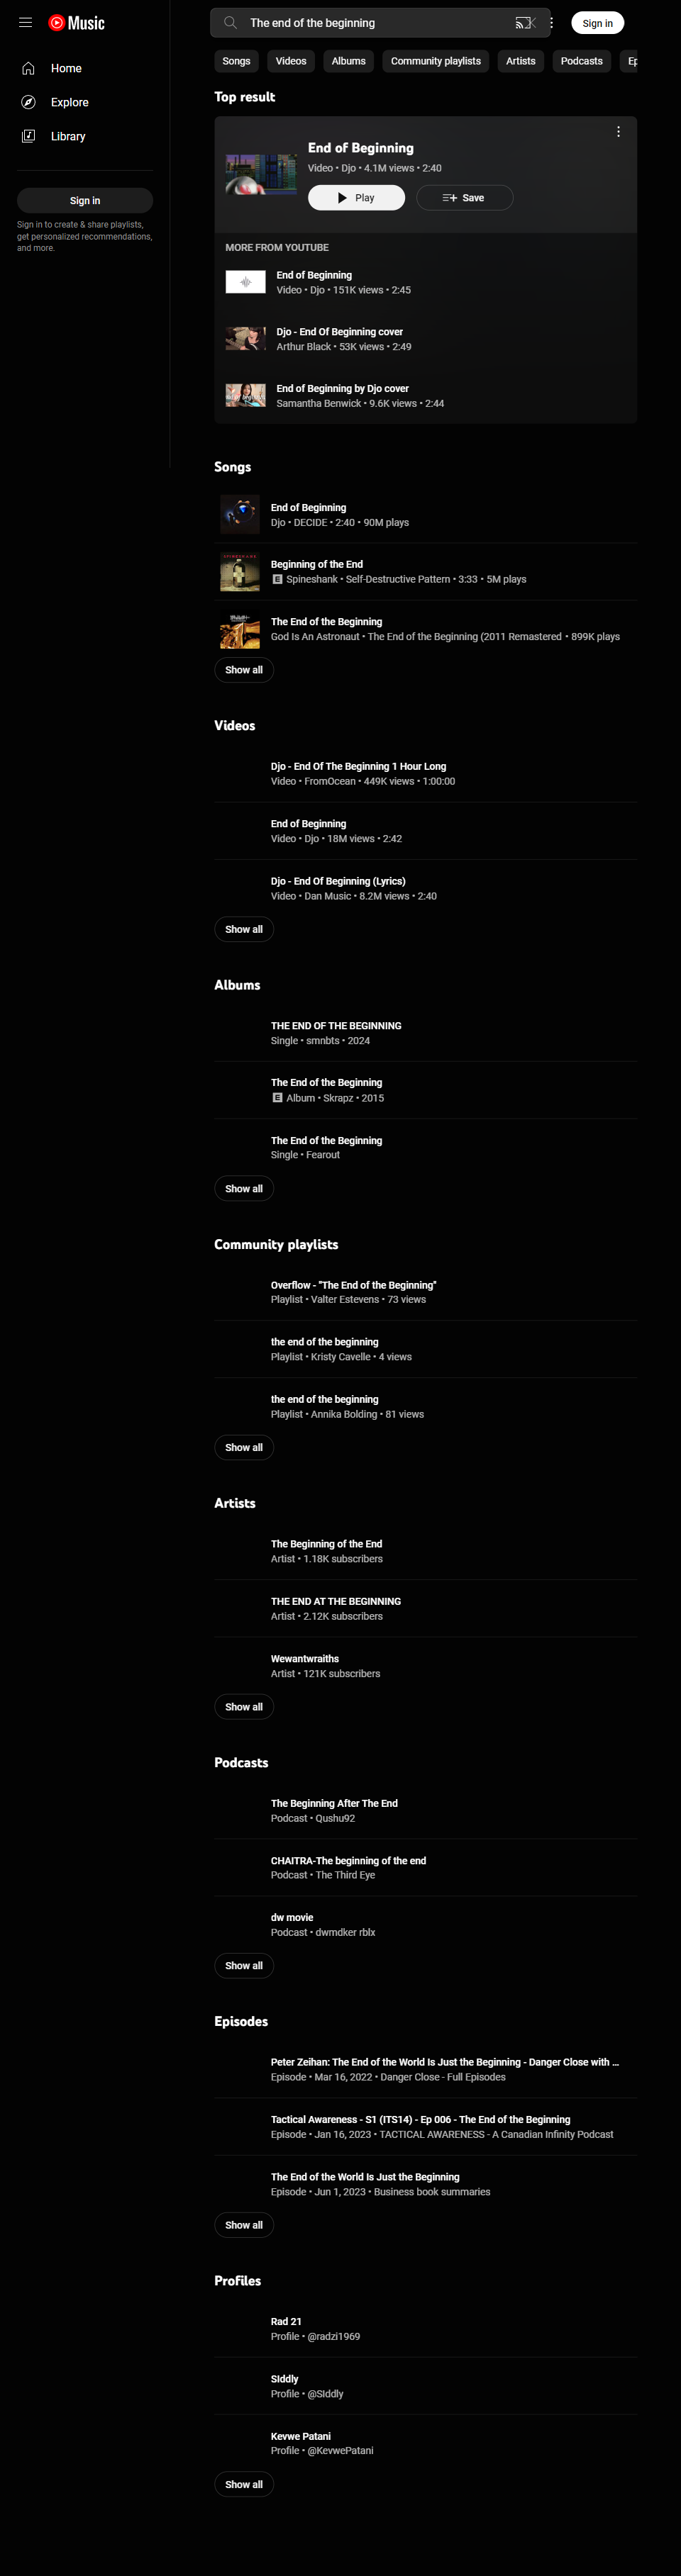 Music
The end of the beginning
Sign in
Home
Explore
Library
Sign in
Sign in to create & share playlists,
get personalized recommendations,
and more.
Songs
Videos
Albums
Community playlists
Artists
Podcasts
Ep
Top result
End of Beginning
Video • Djo • 4.1M views • 2:40
Play
Save
MORE FROM YOUTUBE
End of Beginning
Video • Djo • 151K views • 2:45
Djo - End Of Beginning cover
Arthur Black • 53K views • 2:49
End of Beginning by Djo cover
Samantha Benwick • 9.6K views • 2:44
Songs
End of Beginning
Djo • DECIDE • 2:40 • 90M plays
Beginning of the End
E Spineshank • Self-Destructive Pattern • 3:33 • 5M plays
The End of the Beginning
God Is An Astronaut • The End of the Beginning (2011 Remastered • 899K plays
Show all
Videos
Djo - End Of The Beginning 1 Hour Long
Video • FromOcean • 449K views • 1:00:00
End of Beginning
Video • Djo • 18M views • 2:42
Djo - End Of Beginning (Lyrics)
Video • Dan Music • 8.2M views • 2:40
Show all
Albums
THE END OF THE BEGINNING
Single • smnbts • 2024
The End of the Beginning
E Album • Skrapz • 2015
The End of the Beginning
Single • Fearout
Show all
Community playlists
Overflow - "The End of the Beginning"
Playlist • Valter Estevens • 73 views
the end of the beginning
Playlist • Kristy Cavelle • 4 views
the end of the beginning
Playlist • Annika Bolding • 81 views
Show all
Artists
The Beginning of the End
Artist • 1.18K subscribers
THE END AT THE BEGINNING
Artist • 2.12K subscribers
Wewantwraiths
Artist • 121K subscribers
Show all
Podcasts
The Beginning After The End
Podcast • Qushu92
CHAITRA-The beginning of the end
Podcast • The Third Eye
dw movie
Podcast • dwmdker rblx
Show all
Episodes
Peter Zeihan: The End of the World Is Just the Beginning - Danger Close with ...
Episode • Mar 16, 2022 • Danger Close - Full Episodes
Tactical Awareness - S1 (ITS14) - Ep 006 - The End of the Beginning
Episode • Jan 16, 2023 • TACTICAL AWARENESS - A Canadian Infinity Podcast
The End of the World Is Just the Beginning
Episode • Jun 1, 2023 • Business book summaries
Show all
Profiles
Rad 21
Profile • @radzi1969
SIddly
Profile • @SIddly
Kevwe Patani
Profile • @KevwePatani
Show all